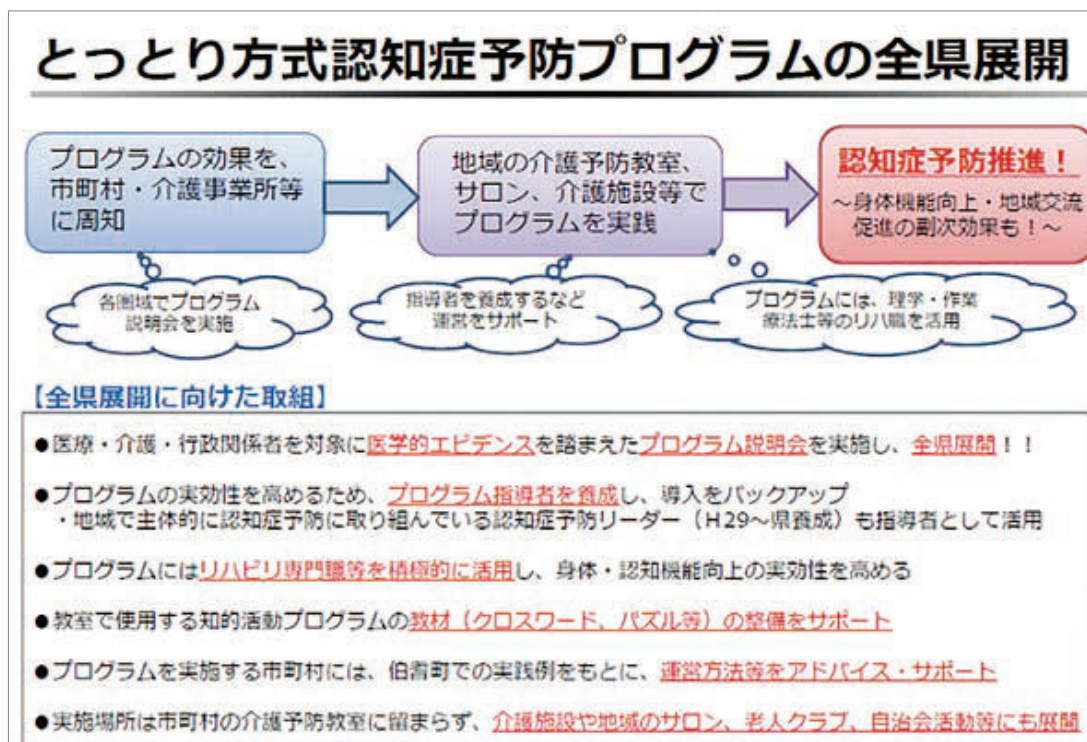 とっとり方式認知症予防プログラムの全県展開
プログラムの効果を、
市町村・介護事業所等
に周知
地域の介護予防教室、
サロン、介護施設等で
プログラムを実践
認知症予防推進！
～身体機能向上・地域交流
促進の副次効果も！～
各圏域でプログラム
説明会を実施
指導者を養成するなど
運営をサポート
プログラムには、理学・作業
療法士等のリハ職を活用
【全県展開に向けた取組】
●医療・介護・行政関係者を対象に医学的エビデンスを踏まえたプログラム説明会を実施し、全県展開！！
●プログラムの実効性を高めるため、プログラム指導者を養成し、導入をバックアップ
・地域で主体的に認知症予防に取り組んでいる認知症予防リーダー（H29～県養成）も指導者として活用
●プログラムにはリハビリ専門職等を積極的に活用し、身体・認知機能向上の実効性を高める
●教室で使用する知的活動プログラムの教材（クロスワード、パズル等）の整備をサポート
●プログラムを実施する市町村には、伯耆町での実践例をもとに、運営方法等をアドバイス・サポート
●実施場所は市町村の介護予防教室に留まらず、介護施設や地域のサロン、老人クラブ、自治会活動等にも展開